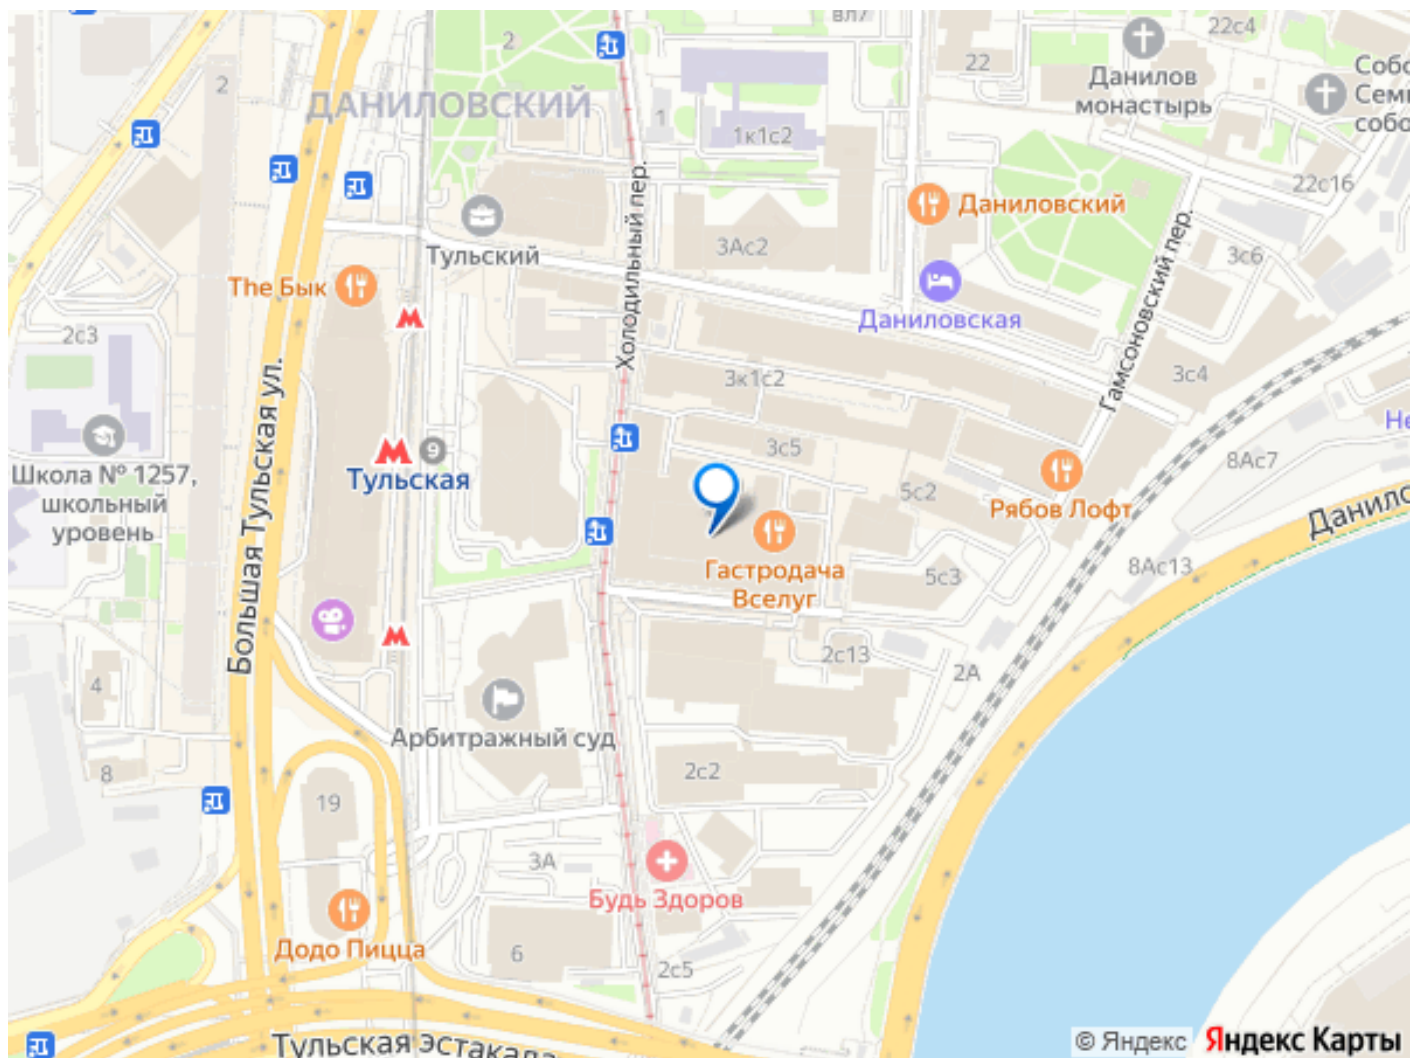 вл7
22с4
2
22
Данилов
монастырь
Собо
Семи
собо
ДАНИЛОВСКИЙ
2
1
1к1с2
22с16
Даниловский
Холодильный пер.
Тульский
3Ас2
3с6
The Бык
Даниловская
Гамсоновский пер.
2с3
3к1с2
3с4
Большая Тульская ул.
Не
9
3с5
8Ас7
Школа № 1257,
школьный
уровень
Тульская
5с2
Рябов Лофт
Данило
Гастродача
Вселуг
5с3
8Ас13
2с13
2А
4
Арбитражный суд
8
2с2
19
3А
Будь Здоров
Додо Пицца
6
2с5
Тульская эстакада
© Яндекс
Яндекс Карты